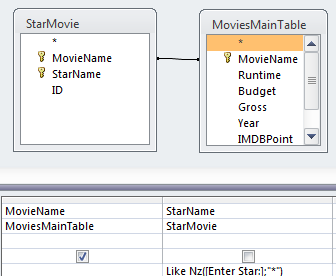 StarMovie
*
MovieName
StarName
ID
MoviesMainTable
*
MovieName
Runtime
Budget
Gross
Year
IMDBPoint
MovieName StarName
MoviesMainTable StarMovie
Like Nz([Enter Star:];"*")